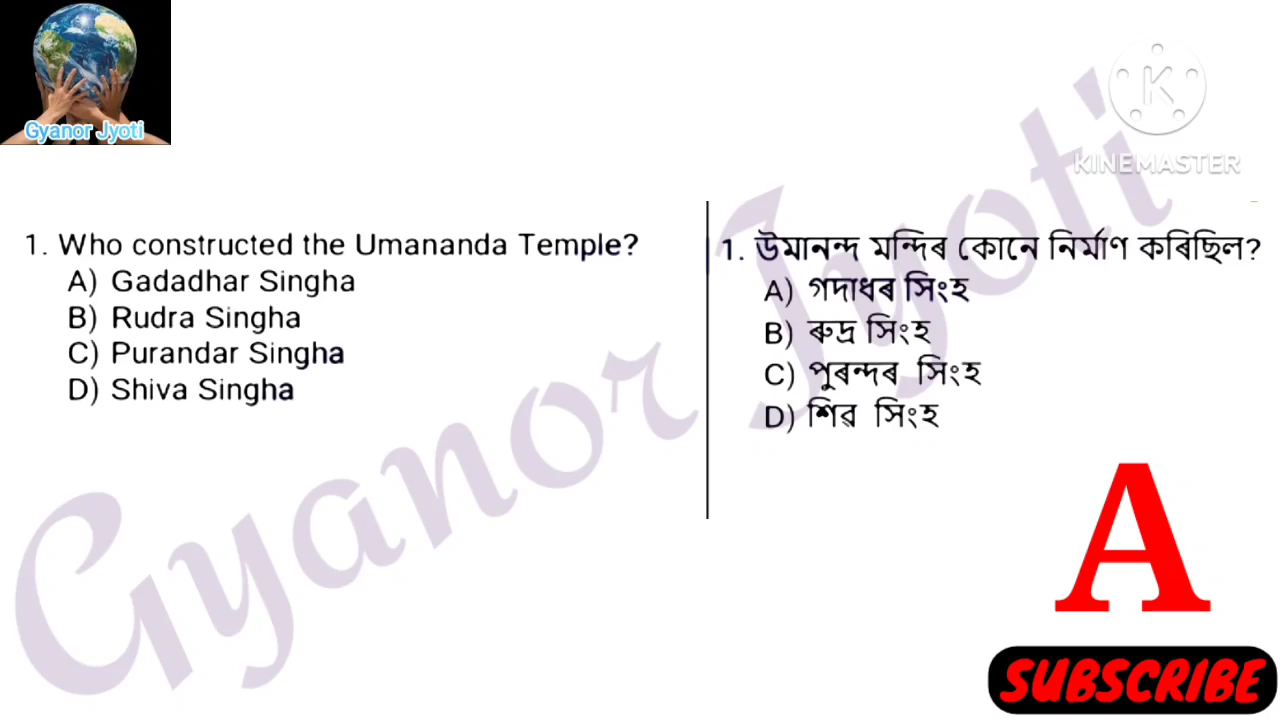 Gyanor Jyoti
KINEMASTER
1. Who constructed the Umananda Temple?
A) Gadadhar Singha
B) Rudra Singha
C) Purandar Singha
D) Shiva Singha
1. উমানন্দ মন্দিৰ কোনে নিৰ্মাণ কৰিছিল?
A) গদাধৰ সিংহ
B) ৰুদ্ৰ সিংহ
C) পুৰন্দৰ সিংহ
D) শিৱ সিংহ
Gyanor Jyoti
A
SUBSCRIBE